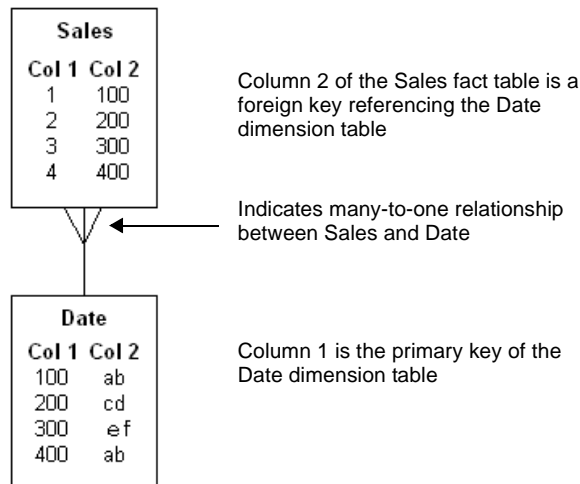 Sales
Col 1 Col 2
1 100
2 200
3 300
4 400
Column 2 of the Sales fact table is a
foreign key referencing the Date
dimension table
Indicates many-to-one relationship
between Sales and Date
Date
Col 1 Col 2
100 ab
200 cd
300 ef
400 ab
Column 1 is the primary key of the
Date dimension table